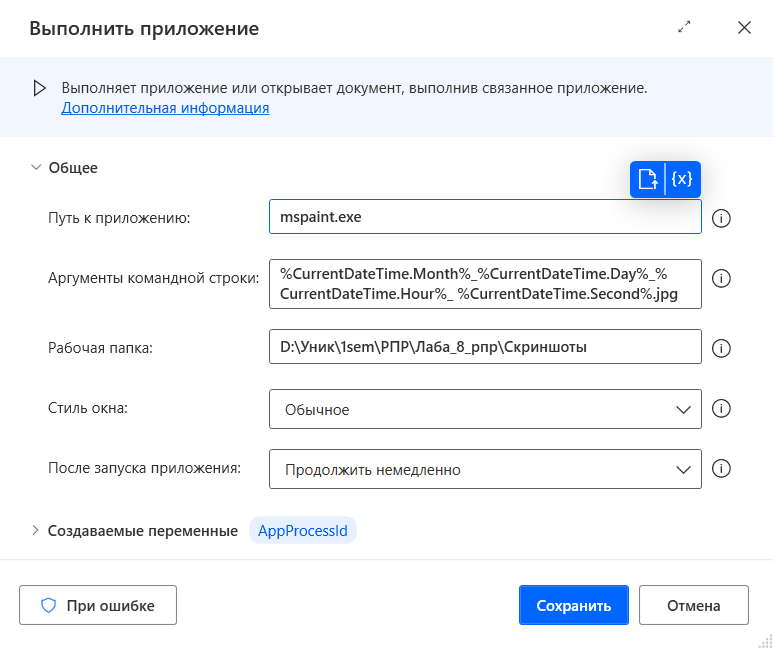 Выполнить приложение
Выполняет приложение или открывает документ, выполнив связанное приложение.
Дополнительная информация
Общее
{x}
Путь к приложению:
mspaint.exe
Аргументы командной строки:
%CurrentDateTime.Month%_%CurrentDateTime.Day%_%
CurrentDateTime.Hour%_ %CurrentDateTime.Second%.jpg
Рабочая папка:
D:\Уник\1sem\РПР\Лаба_8_рпр\Скриншоты
Стиль окна:
Обычное
После запуска приложения:
Продолжить немедленно
Создаваемые переменные AppProcessId
При ошибке
Сохранить
Отмена